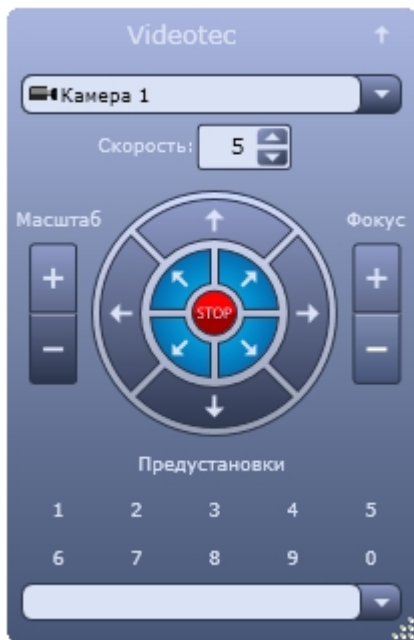 Videotec
Камера 1
Скорость: 5
Масштаб
Фокус
STOP
Предустановки
1 2 3 4 5
6 7 8 9 0